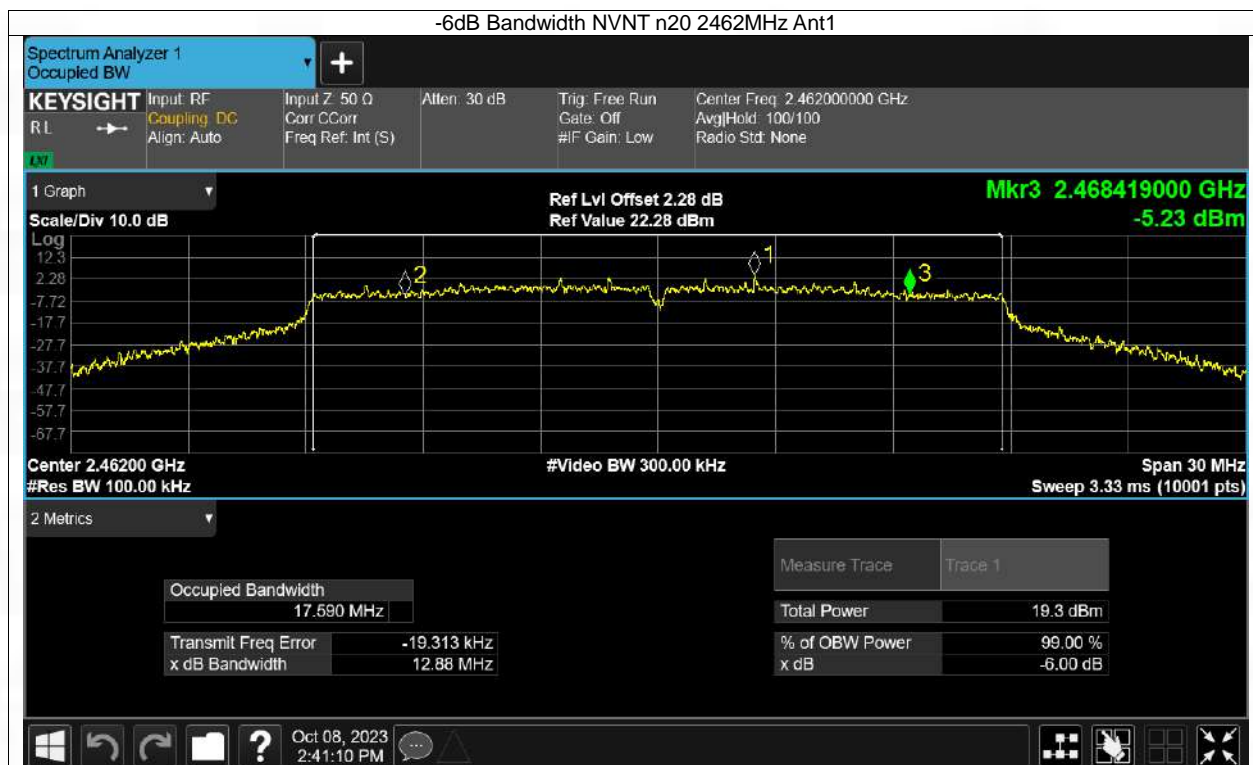 -6dB Bandwidth NVNT n20 2462MHz Ant1
Spectrum Analyzer 1
Occupied BW
+
KEYSIGHT
RL
LXI
Input: RF
Coupling: DC
Align: Auto
Input Z: 50 Ω
Corr CCorr
Freq Ref: Int (S)
Atten: 30 dB
Trig: Free Run
Gate: Off
#IF Gain: Low
Center Freq: 2.462000000 GHz
Avg|Hold: 100/100
Radio Std: None
1 Graph
Scale/Div 10.0 dB
Ref Lvl Offset 2.28 dB
Ref Value 22.28 dBm
Mkr3 2.468419000 GHz
-5.23 dBm
Log
12.3
2.28
-7.72
-17.7
-27.7
-37.7
-47.7
-57.7
-67.7
2
1
3
Center 2.46200 GHz
#Res BW 100.00 kHz
#Video BW 300.00 kHz
Span 30 MHz
Sweep 3.33 ms (10001 pts)
2 Metrics
Occupied Bandwidth
17.590 MHz
Transmit Freq Error -19.313 kHz
x dB Bandwidth 12.88 MHz
Measure Trace Trace 1
Total Power 19.3 dBm
% of OBW Power 99.00 %
x dB -6.00 dB
?
Oct 08, 2023
2:41:10 PM